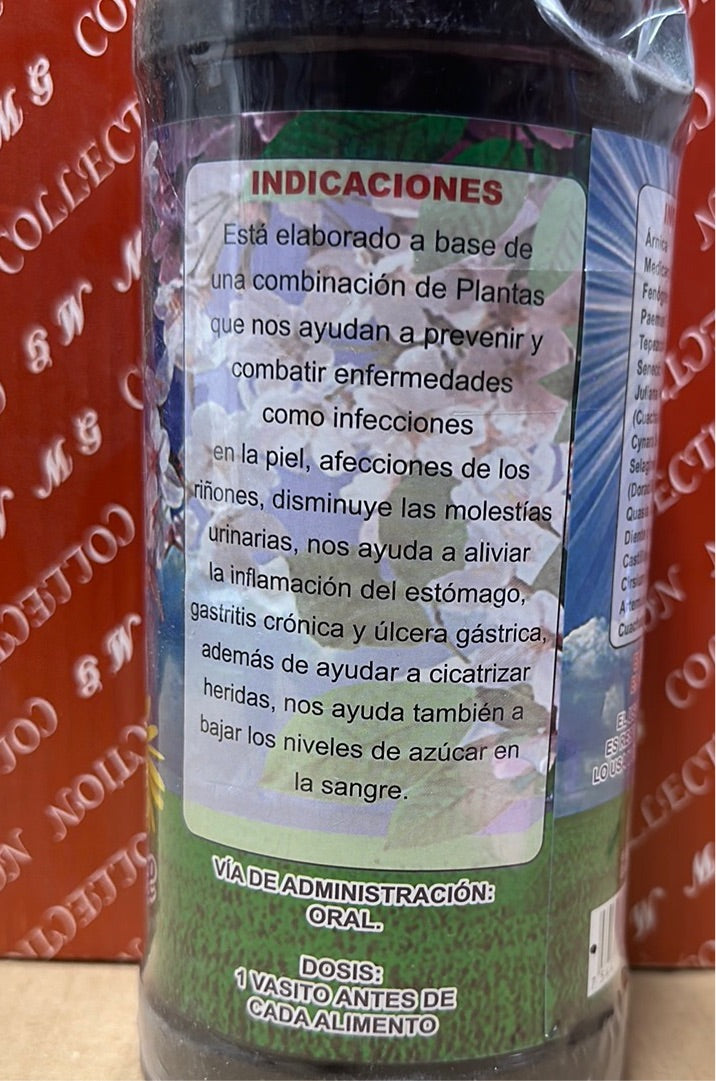 INDICACIONES
Está elaborado a base de
una combinación de Plantas
que nos ayudan a prevenir y
combatir enfermedades
como infecciones
en la piel, afecciones de los
riñones, disminuye las molestías
urinarias, nos ayuda a aliviar
la inflamación del estómago,
gastritis crónica y úlcera gástrica,
además de ayudar a cicatrizar
heridas, nos ayuda también a
bajar los niveles de azúcar en
la sangre.
VÍA DE ADMINISTRACIÓN:
ORAL.
DOSIS:
1 VASITO ANTES DE
CADA ALIMENTO
Árnica
COLLECTION
M & W